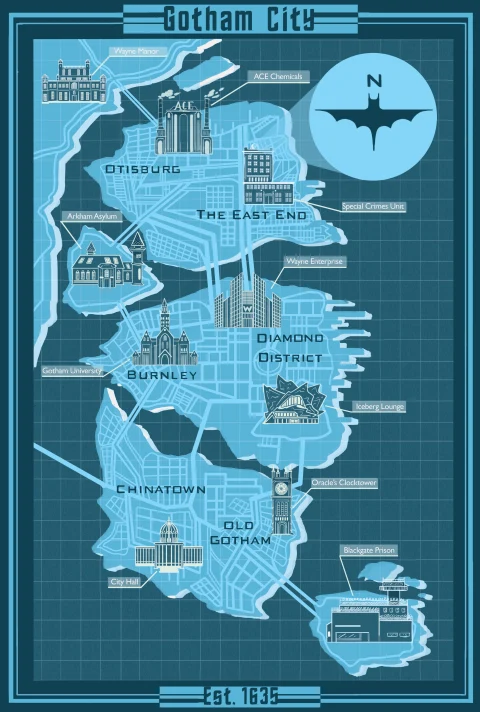 Gotham City
Wayne Manor
ACE Chemicals
N
ACE
OTISBURG
THE EAST END
Special Crimes Unit
Arkham Asylum
Wayne Enterprise
W
DIAMOND
DISTRICT
Gotham University
BURNLEY
Iceberg Lounge
CHINATOWN
Oracle's Clocktower
OLD
GOTHAM
Blackgate Prison
City Hall
Est. 1635